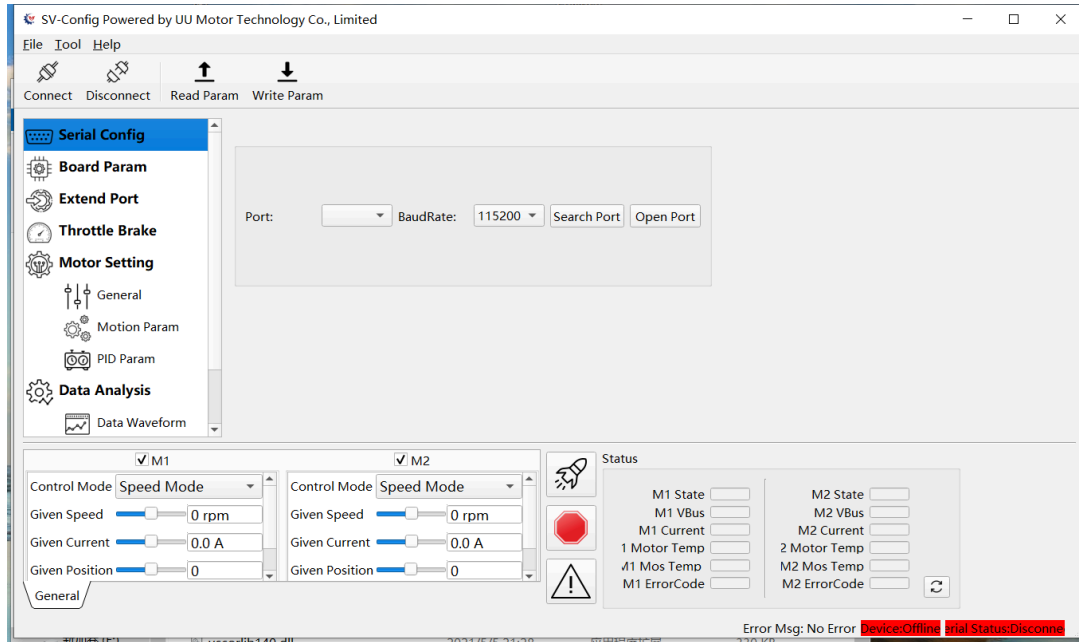 SV-Config Powered by UU Motor Technology Co., Limited
File Tool Help
Connect Disconnect Read Param Write Param
Serial Config
Board Param
Extend Port
Throttle Brake
Motor Setting
General
Motion Param
PID Param
Data Analysis
Data Waveform
Port: BaudRate: 115200 Search Port Open Port
M1
Control Mode Speed Mode
Given Speed 0 rpm
Given Current 0.0 A
Given Position 0
M2
Control Mode Speed Mode
Given Speed 0 rpm
Given Current 0.0 A
Given Position 0
General
Status
M1 State
M1 VBus
M1 Current
1 Motor Temp
M1 Mos Temp
M1 ErrorCode
M2 State
M2 VBus
M2 Current
2 Motor Temp
M2 Mos Temp
M2 ErrorCode
Error Msg: No Error Device:Offline erial Status:Disconne